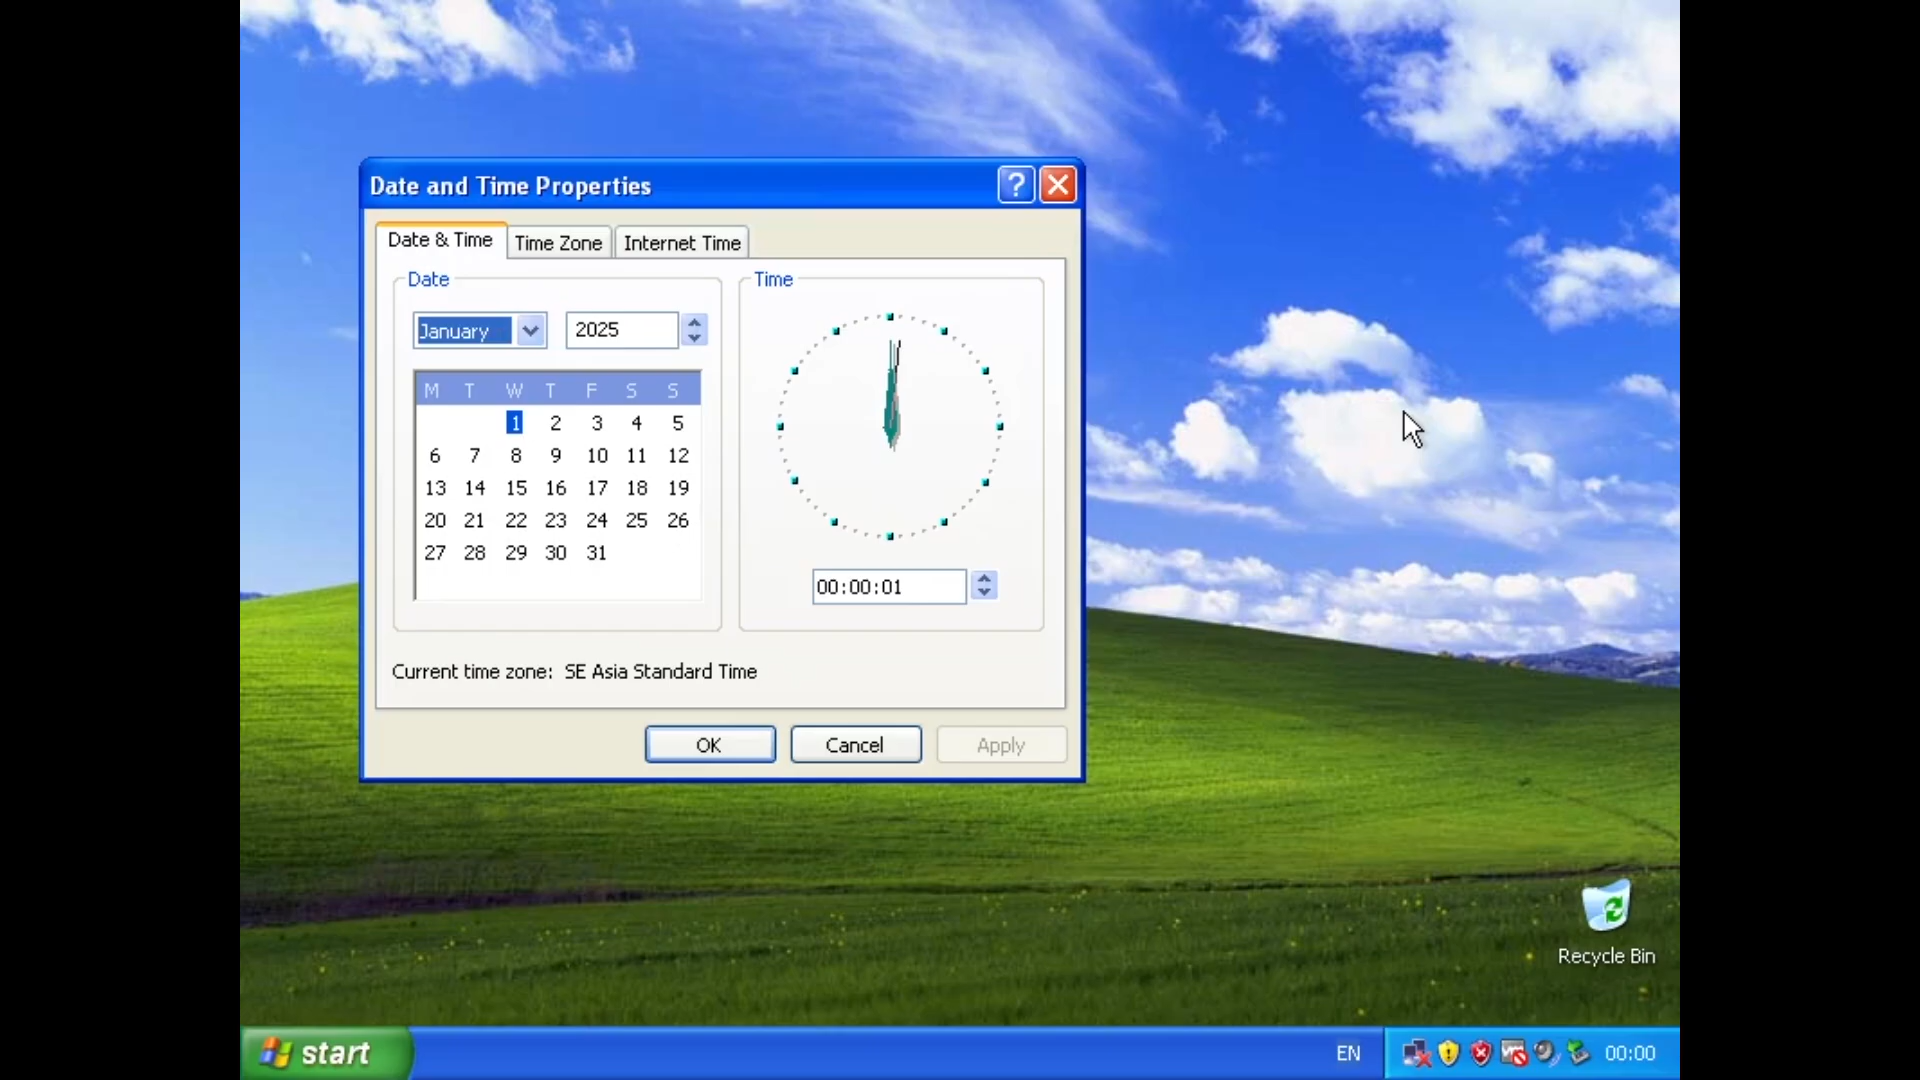 Date and Time Properties
Date & Time Time Zone Internet Time
Date
January 2025
M T W T F S S
1 2 3 4 5
6 7 8 9 10 11 12
13 14 15 16 17 18 19
20 21 22 23 24 25 26
27 28 29 30 31
Time
00:00:01
Current time zone: SE Asia Standard Time
OK Cancel Apply
Recycle Bin
start EN 00:00